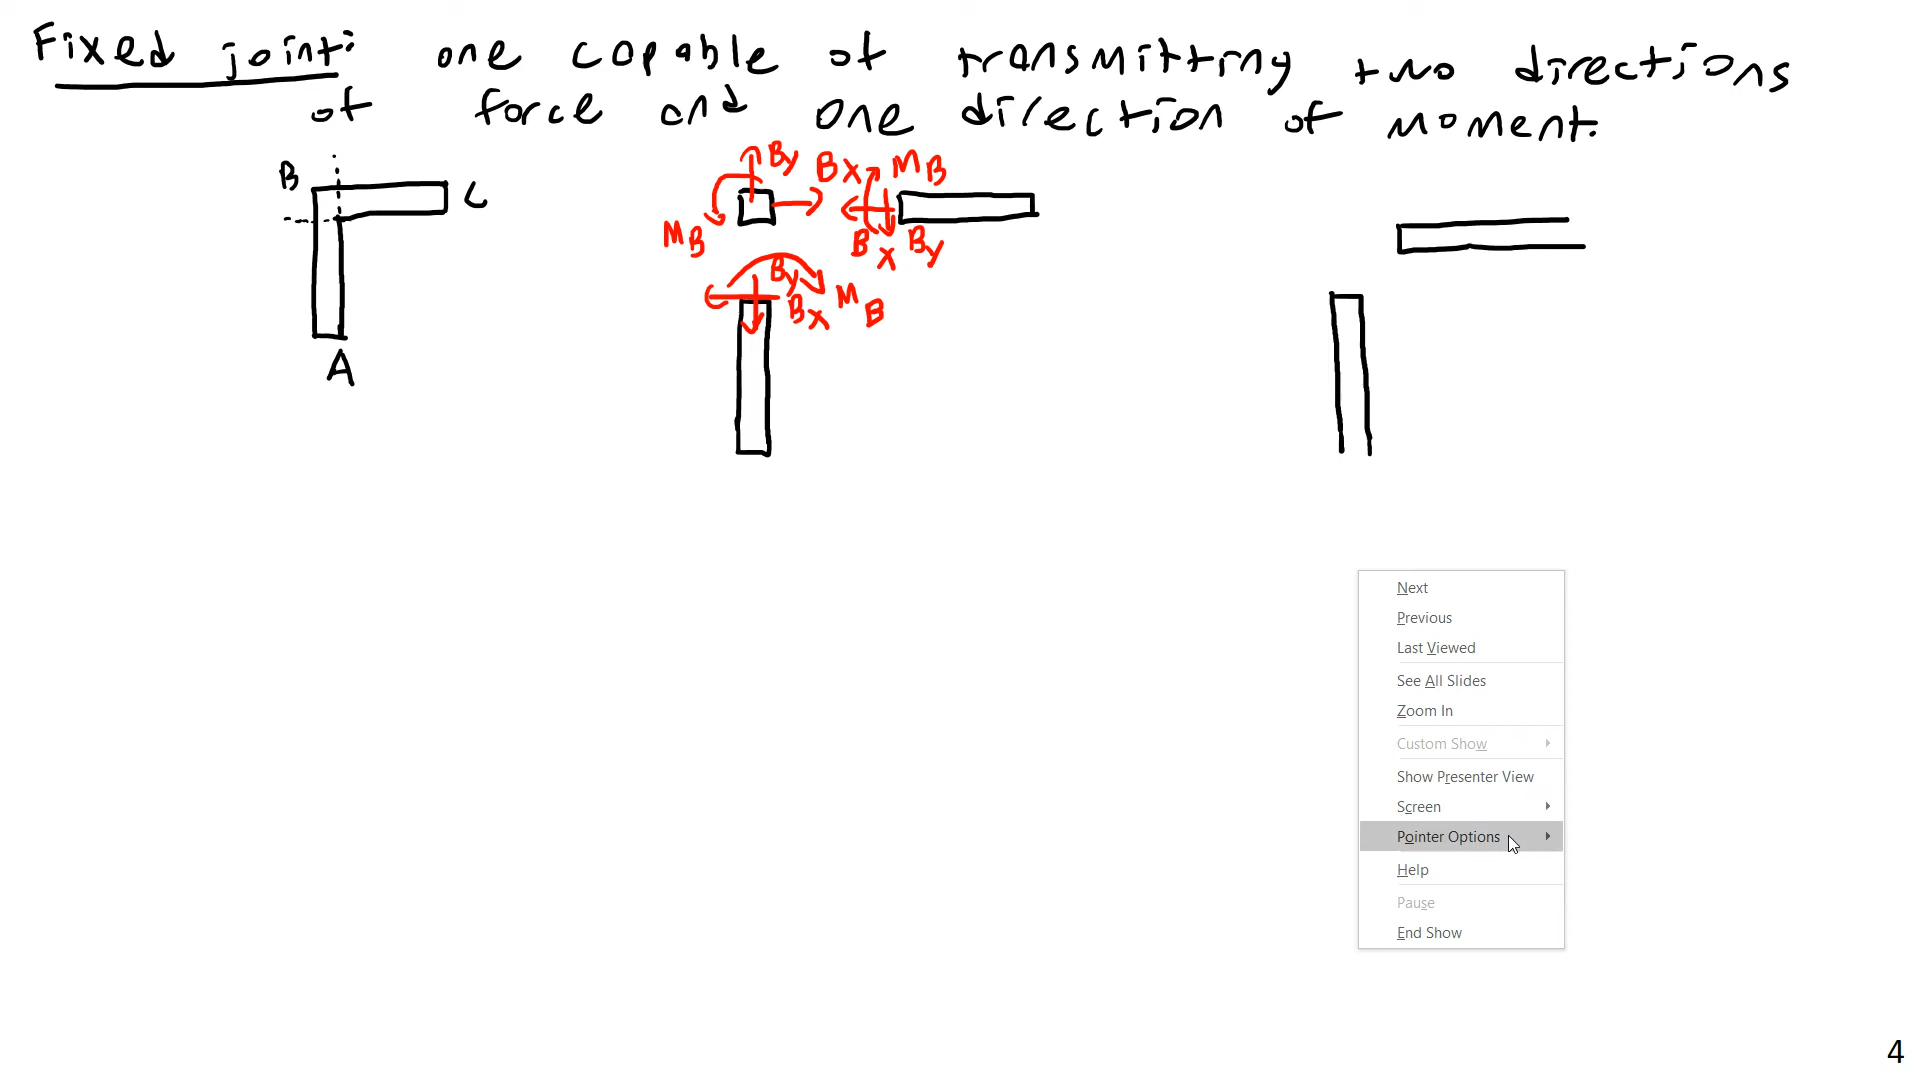 Fixed joint: one capable of transmitting two directions
of force and one direction of moment.
B
C
A
By
Bx
MB
MB
Bx
By
By
Bx
MB
Next
Previous
Last Viewed
See All Slides
Zoom In
Custom Show
Show Presenter View
Screen
Pointer Options
Help
Pause
End Show
4